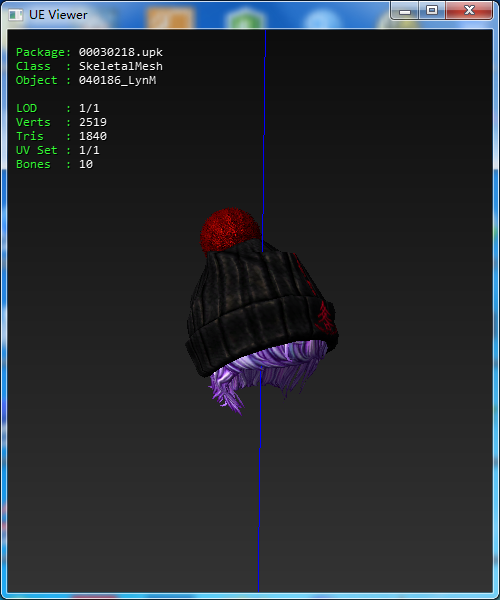 UE Viewer
Package: 00030218.upk
Class : SkeletalMesh
Object : 040186_LynM
LOD : 1/1
Verts : 2519
Tris : 1840
UV Set : 1/1
Bones : 10